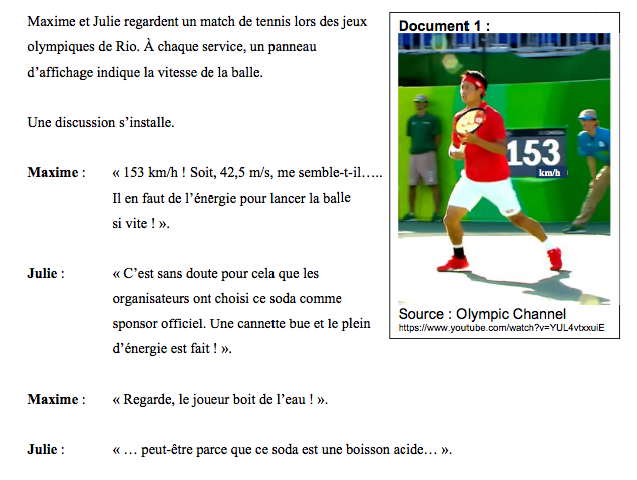 Maxime et Julie regardent un match de tennis lors des jeux
olympiques de Rio. À chaque service, un panneau
d’affichage indique la vitesse de la balle.
Une discussion s’installe.
Maxime : « 153 km/h ! Soit, 42,5 m/s, me semble-t-il…..
Il en faut de l’énergie pour lancer la balle
si vite ! ».
Julie : « C’est sans doute pour cela que les
organisateurs ont choisi ce soda comme
sponsor officiel. Une cannette bue et le plein
d’énergie est fait ! ».
Maxime : « Regarde, le joueur boit de l’eau ! ».
Julie : « … peut-être parce que ce soda est une boisson acide… ».
Document 1 :
153
km/h
Source : Olympic Channel
https://www.youtube.com/watch?v=YUL4vtxxuiE